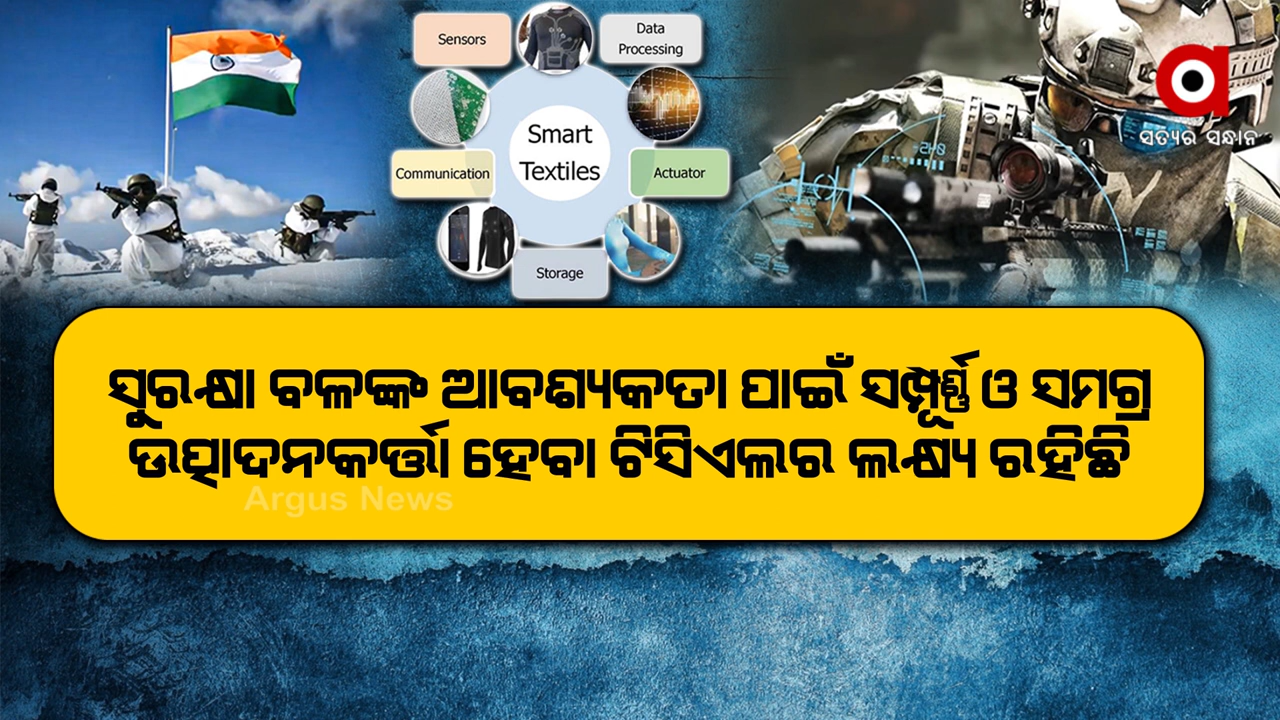 Sensors
Data
Processing
Smart
Textiles
Communication
Actuator
Storage
ସତ୍ୟର ସନ୍ଧାନ
ସୁରକ୍ଷା ବଳଙ୍କ ଆବଶ୍ୟକତା ପାଇଁ ସମ୍ପୂର୍ଣ୍ଣ ଓ ସମଗ୍ର
ଉତ୍ପାଦନକର୍ତ୍ତା ହେବା ଟିସିଏଲର ଲକ୍ଷ୍ୟ ରହିଛି
Argus News